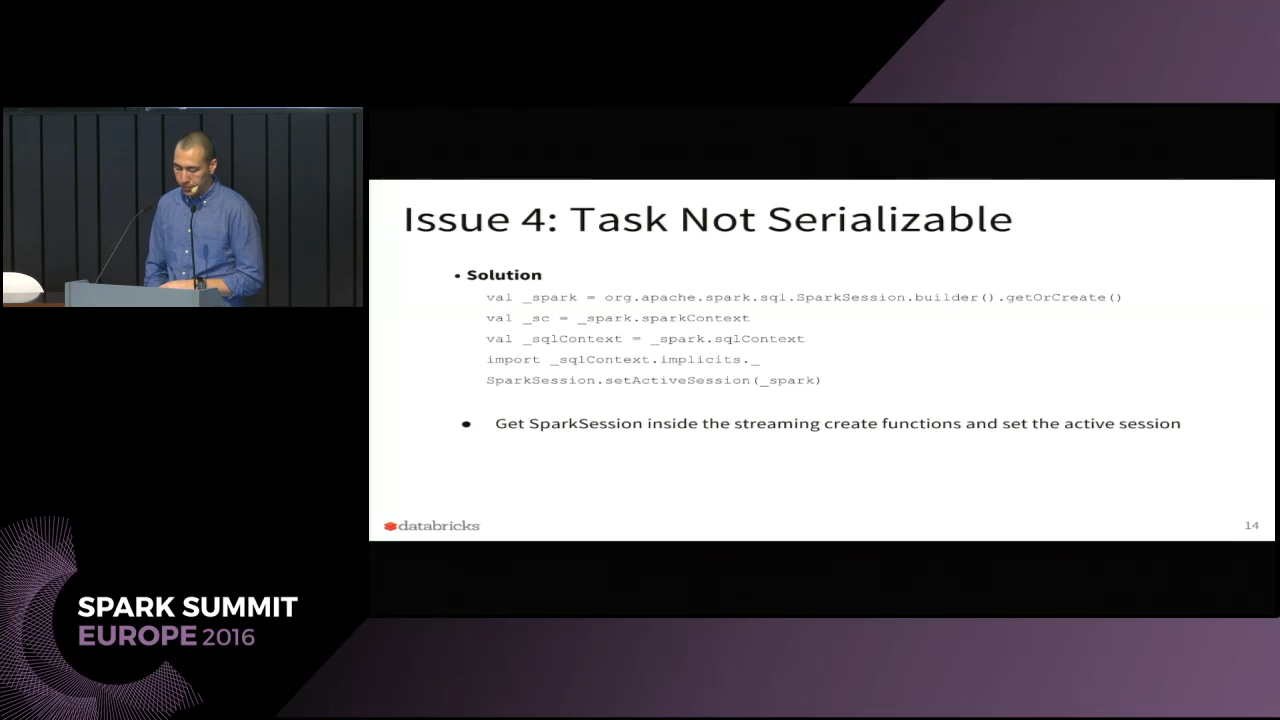 Issue 4: Task Not Serializable
• Solution
val _spark = org.apache.spark.sql.SparkSession.builder().getOrCreate()
val _sc = _spark.sparkContext
val _sqlContext = _spark.sqlContext
import _sqlContext.implicits._
SparkSession.setActiveSession(_spark)
● Get SparkSession inside the streaming create functions and set the active session
databricks
14
SPARK SUMMIT
EUROPE 2016